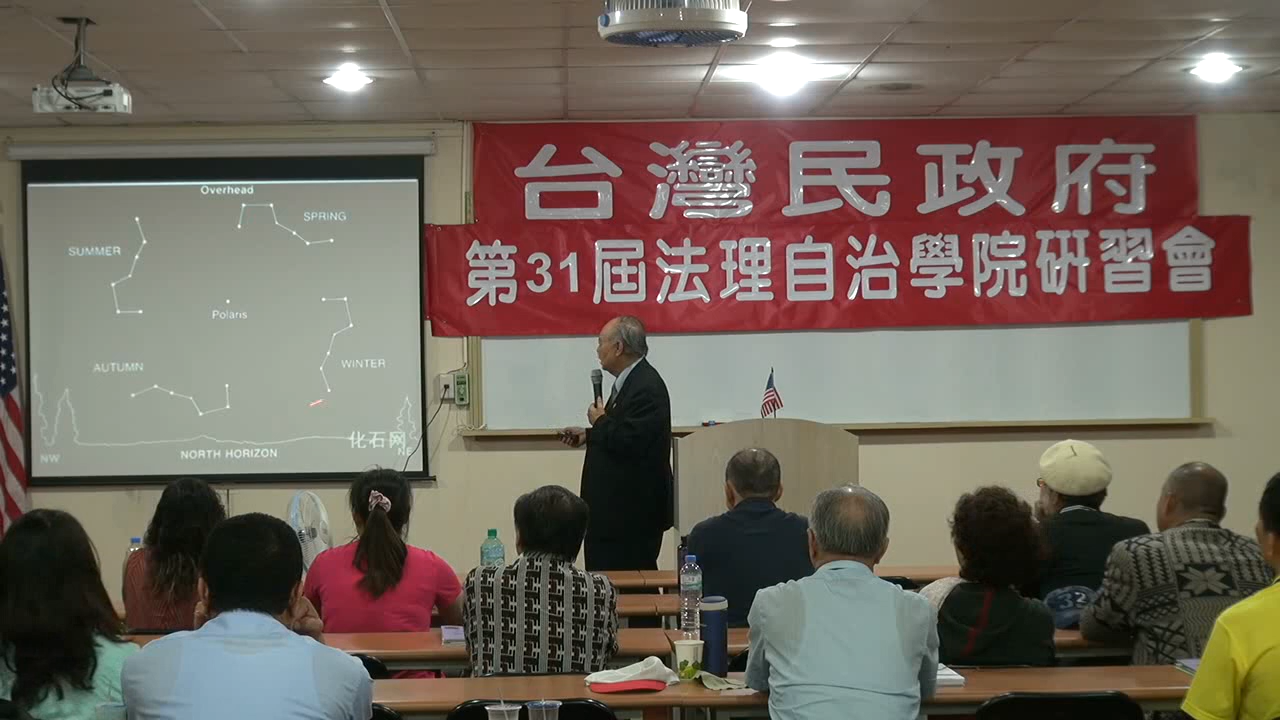 台灣民政府
第31屆法理自治學院研習會
Overhead
SPRING
SUMMER
Polaris
AUTUMN
WINTER
化石网
NW
NORTH HORIZON